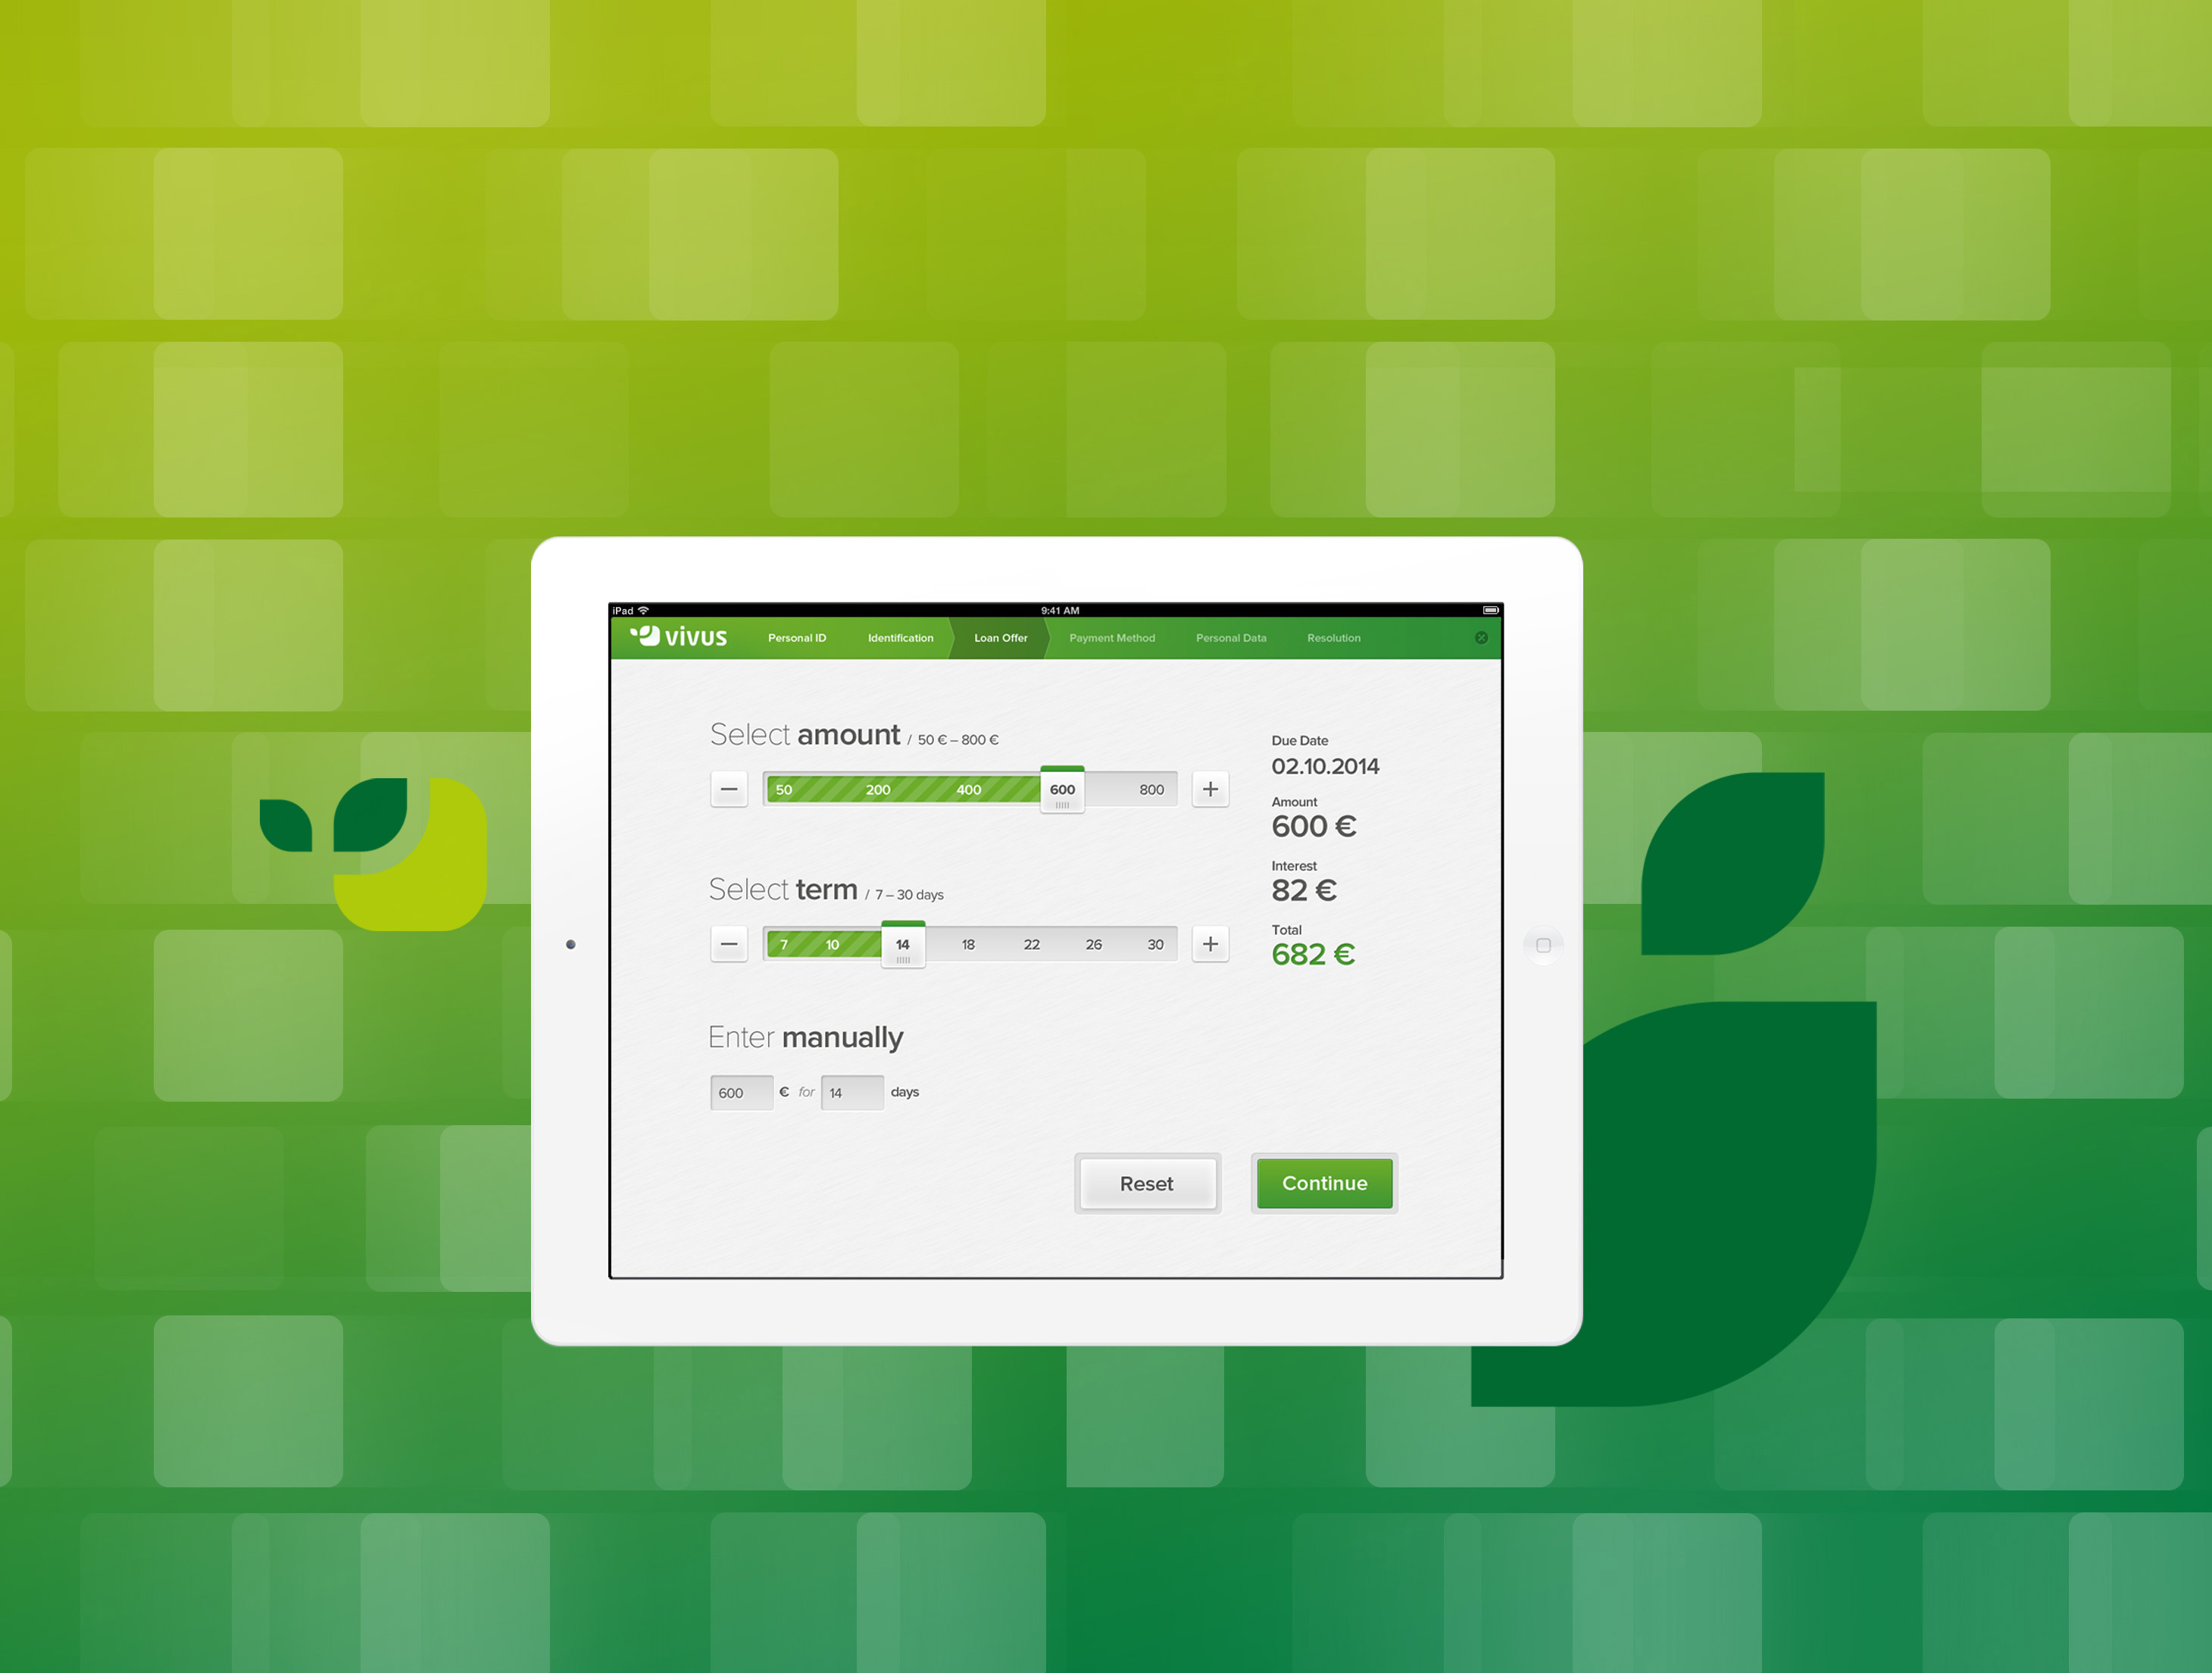 iPad 9:41 AM
vivus Personal ID Identification Loan Offer Payment Method Personal Data Resolution
Select amount / 50 € – 800 €
50 200 400 600 800
Select term / 7 – 30 days
7 10 14 18 22 26 30
Enter manually
600 € for 14 days
Due Date
02.10.2014
Amount
600 €
Interest
82 €
Total
682 €
Reset Continue